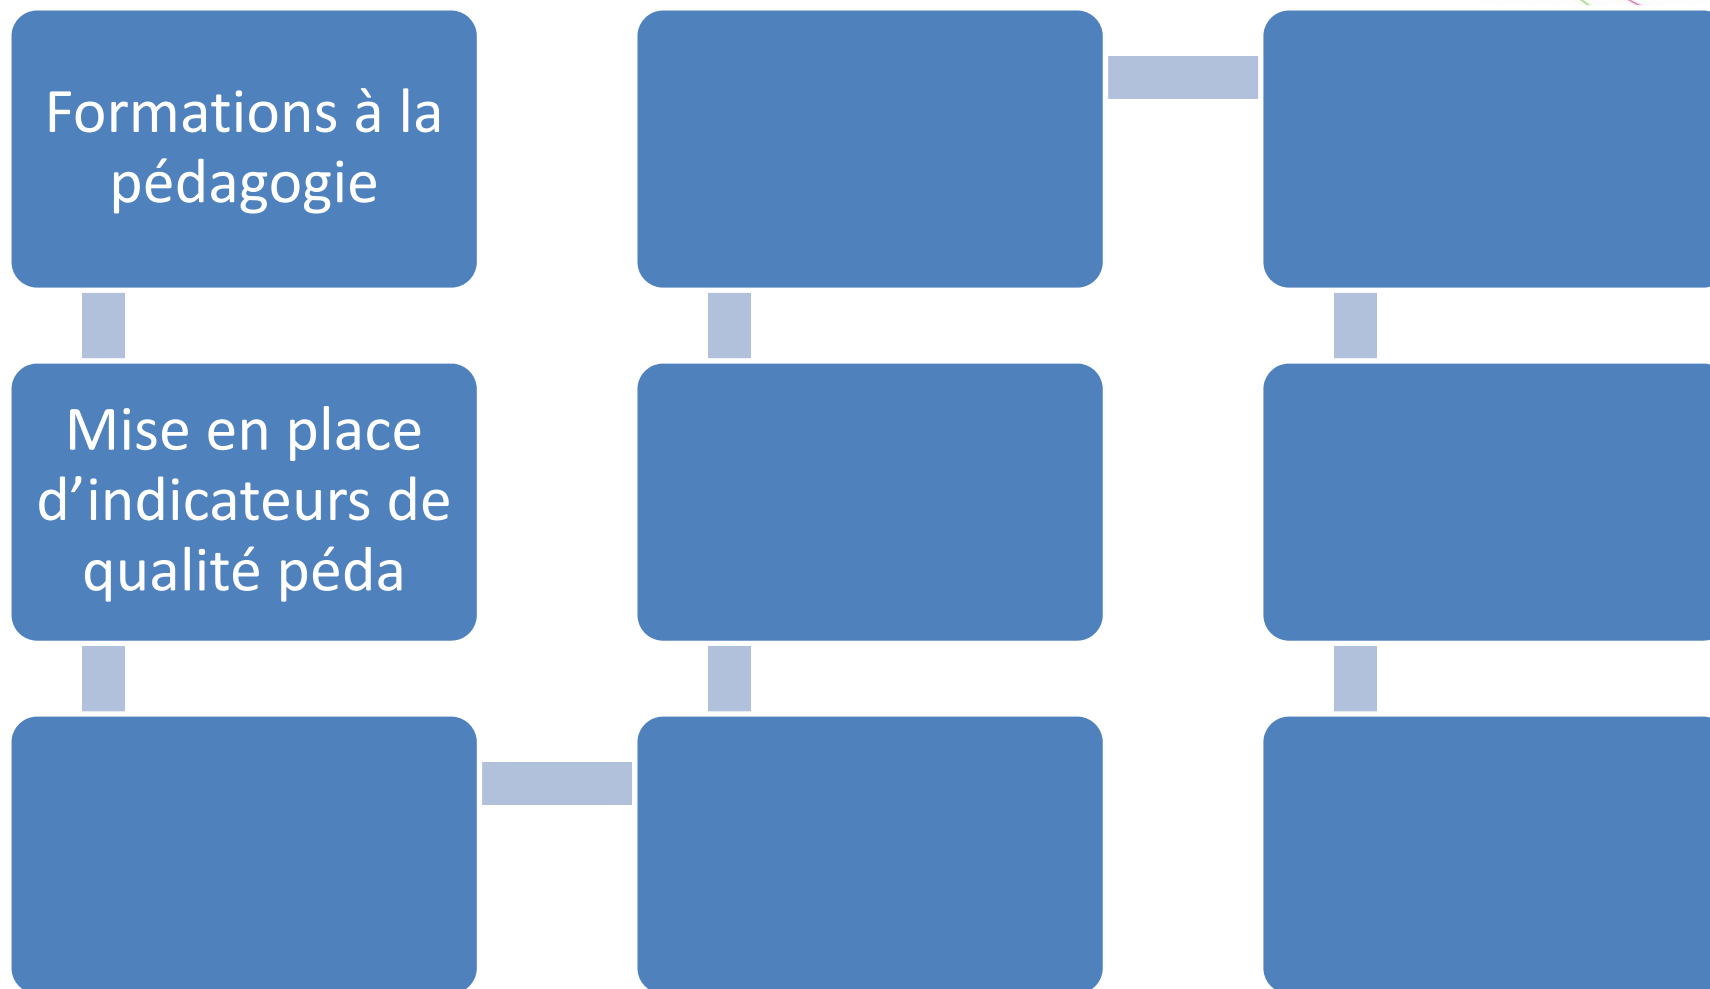 Formations à la
pédagogie
Mise en place
d’indicateurs de
qualité péda